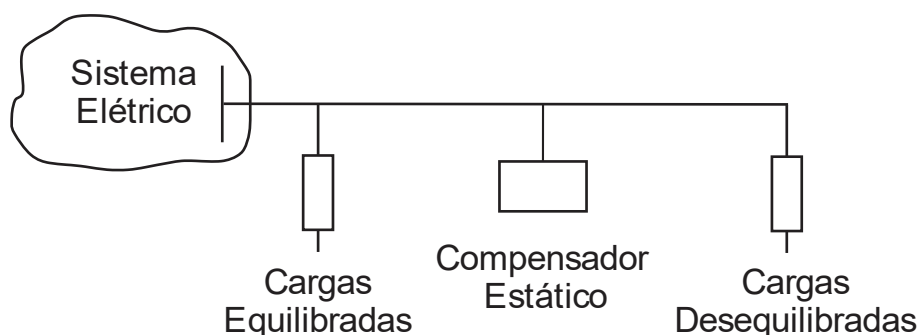 Sistema
Elétrico
Cargas
Equilibradas
Compensador
Estático
Cargas
Desequilibradas